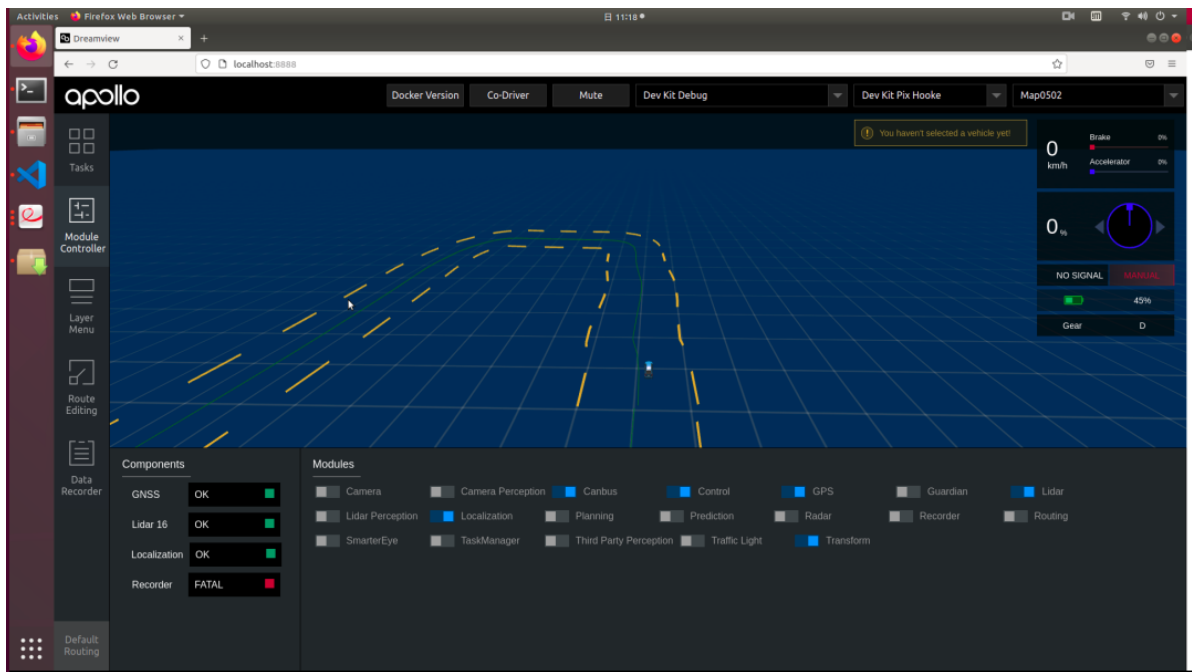 Activities Firefox Web Browser 日 11:18
Dreamview × +
localhost:8888
apollo Docker Version Co-Driver Mute Dev Kit Debug Dev Kit Pix Hooke Map0502
You haven't selected a vehicle yet!
0 km/h Brake 0%
Accelerator 0%
0 %
NO SIGNAL MANUAL
45%
Gear D
Tasks
Module
Controller
Layer
Menu
Route
Editing
Data
Recorder
Default
Routing
Components
GNSS OK
Lidar 16 OK
Localization OK
Recorder FATAL
Modules
Camera Camera Perception Canbus Control GPS Guardian Lidar
Lidar Perception Localization Planning Prediction Radar Recorder Routing
SmarterEye TaskManager Third Party Perception Traffic Light Transform